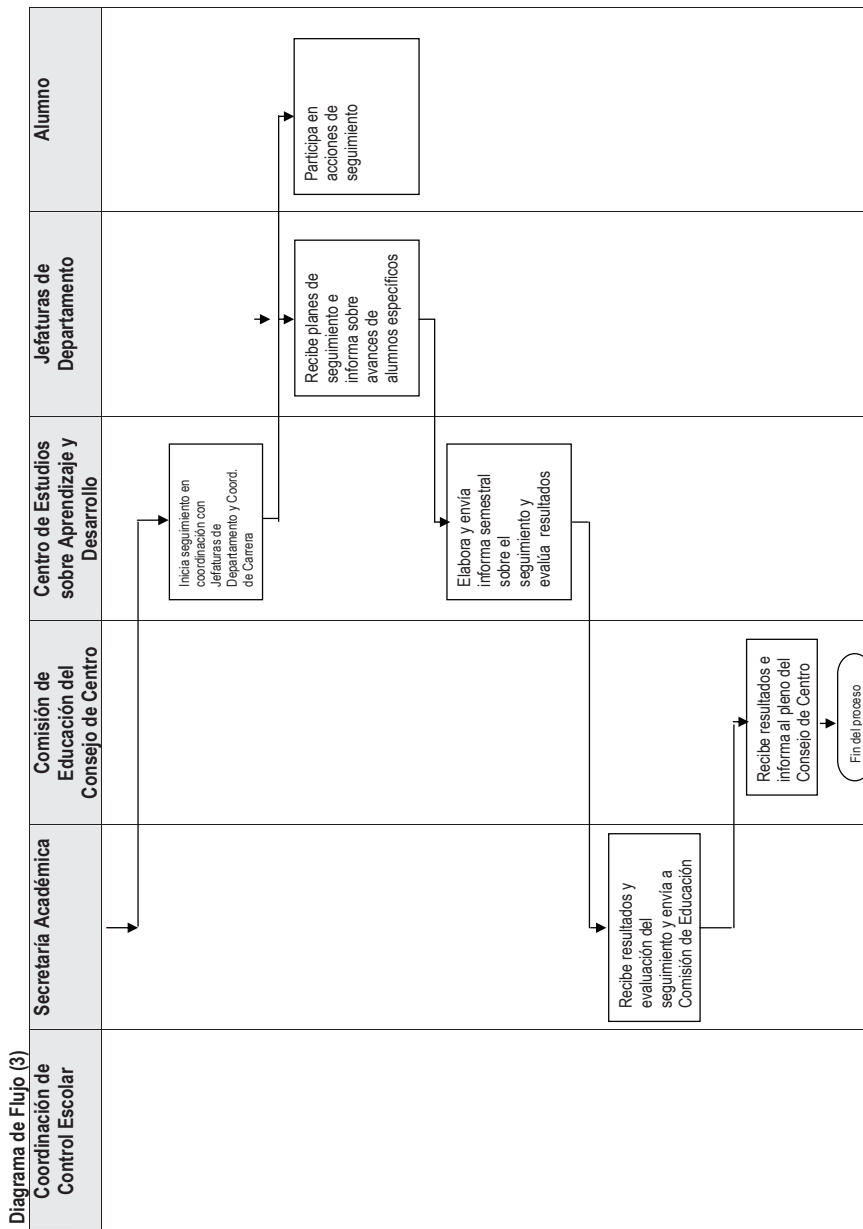 Diagrama de Flujo (3)
Coordinación de
Control Escolar
Secretaría Académica
Comisión de
Educación del
Consejo de Centro
Centro de Estudios
sobre Aprendizaje y
Desarrollo
Jefaturas de
Departamento
Alumno
Inicia seguimiento en
coordinación con
Jefaturas de
Departamento y Coord.
de Carrera
Recibe planes de
seguimiento e
informa sobre
avances de
alumnos específicos
Participa en
acciones de
seguimiento
Elabora y envía
informa semestral
sobre el
seguimiento y
evalúa resultados
Recibe resultados y
evaluación del
seguimiento y envía a
Comisión de Educación
Recibe resultados e
informa al pleno del
Consejo de Centro
Fin del proceso